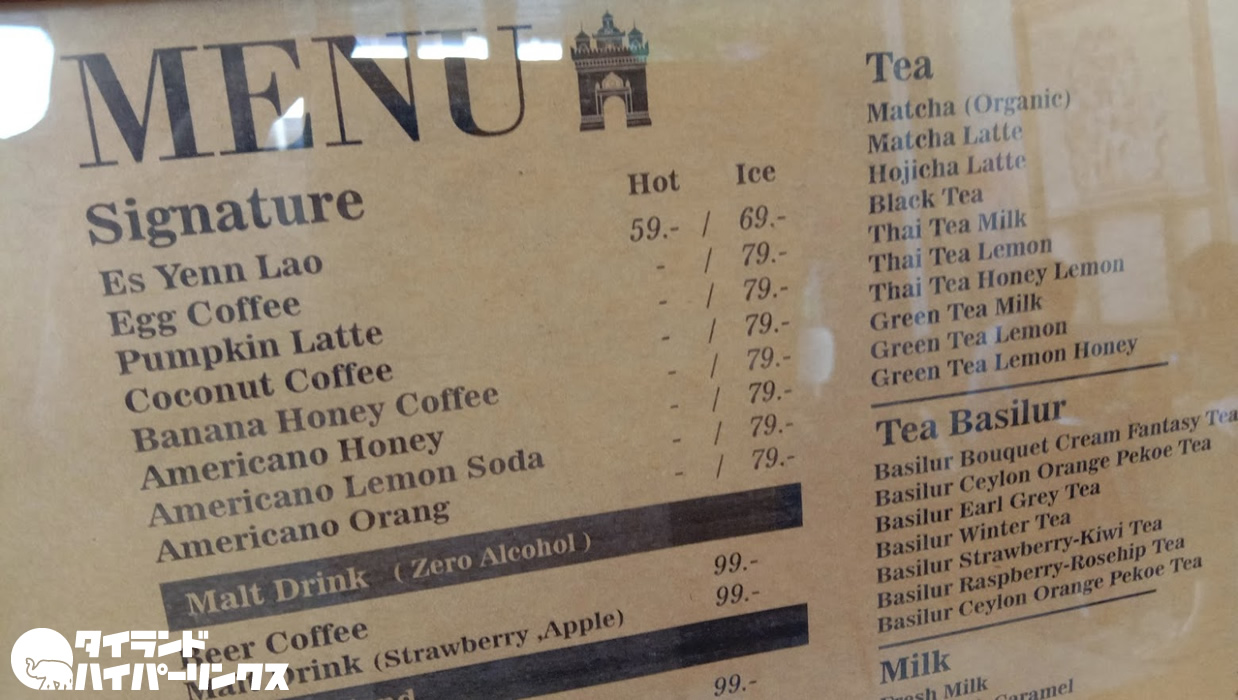 MENU
Signature Hot Ice
Es Yenn Lao 59.- / 69.-
Egg Coffee - / 79.-
Pumpkin Latte - / 79.-
Coconut Coffee - / 79.-
Banana Honey Coffee - / 79.-
Americano Honey - / 79.-
Americano Lemon Soda - / 79.-
Americano Orang - / 79.-
Malt Drink ( Zero Alcohol )
Beer Coffee 99.-
Malt Drink (Strawberry ,Apple) 99.-
99.-
Tea
Matcha (Organic)
Matcha Latte
Hojicha Latte
Black Tea
Thai Tea Milk
Thai Tea Lemon
Thai Tea Honey Lemon
Green Tea Milk
Green Tea Lemon
Green Tea Lemon Honey
Tea Basilur
Basilur Bouquet Cream Fantasy Tea
Basilur Ceylon Orange Pekoe Tea
Basilur Earl Grey Tea
Basilur Winter Tea
Basilur Strawberry-Kiwi Tea
Basilur Raspberry-Rosehip Tea
Basilur Ceylon Orange Pekoe Tea
Milk
Fresh Milk
Caramel
タイランド
ハイパーリンクス